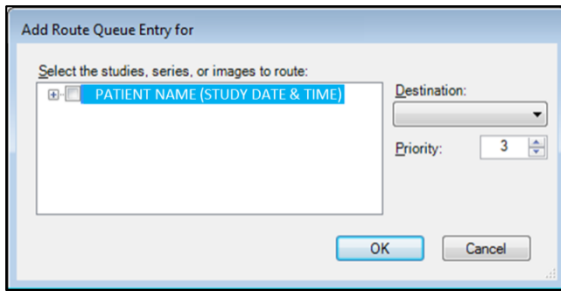 Add Route Queue Entry for
Select the studies, series, or images to route:
PATIENT NAME (STUDY DATE & TIME)
Destination:
Priority: 3
OK Cancel